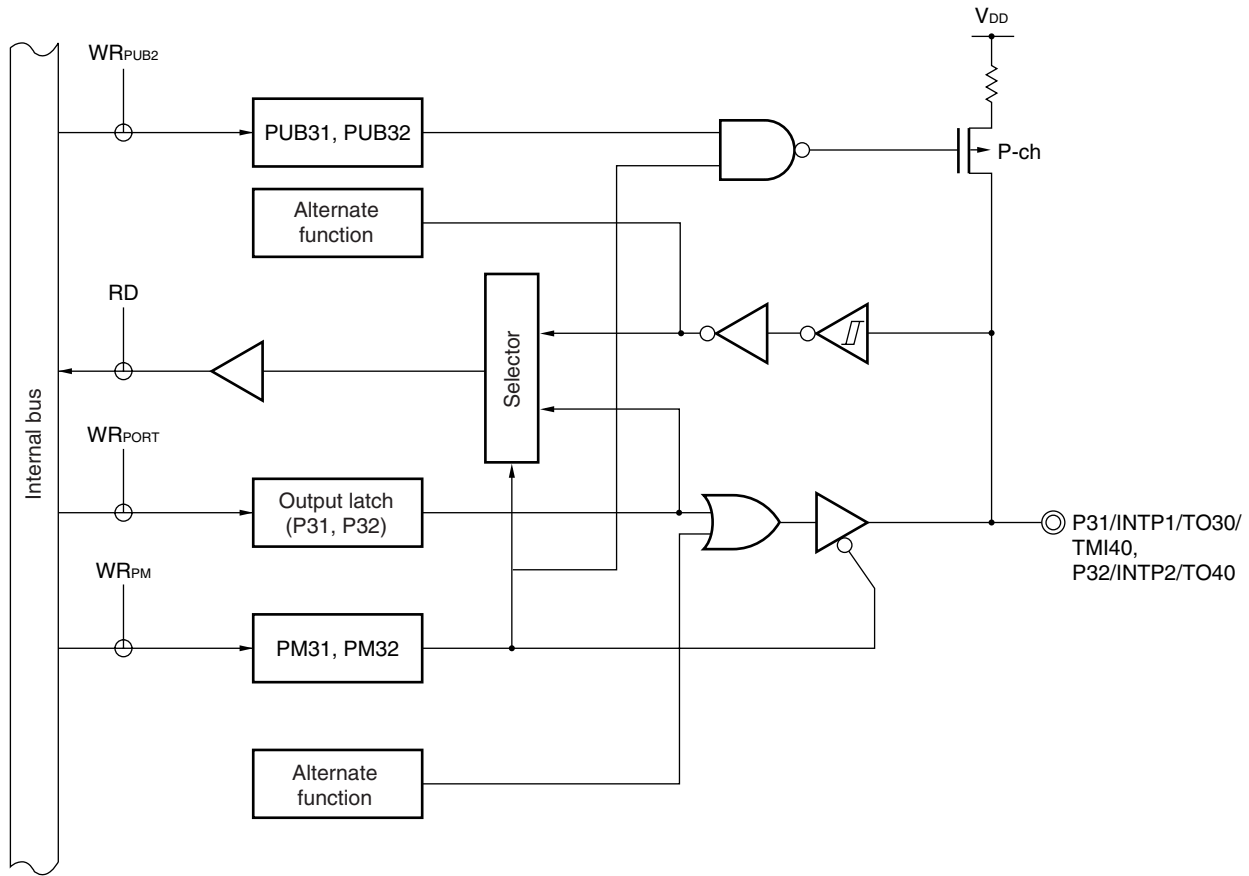 VDD
WRPUB2
PUB31, PUB32
P-ch
Alternate
function
RD
Selector
Internal bus
WRPORT
Output latch
(P31, P32)
P31/INTP1/TO30/
TMI40,
P32/INTP2/TO40
WRPM
PM31, PM32
Alternate
function